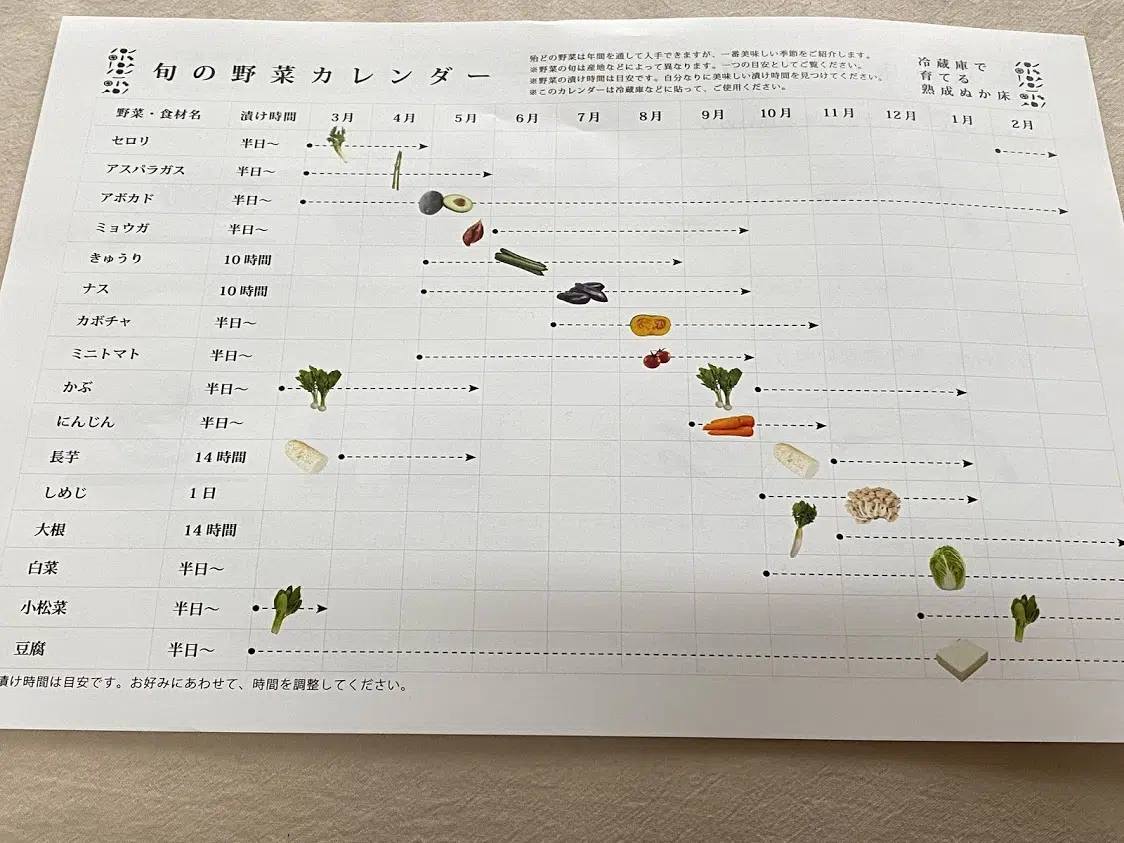 旬の野菜カレンダー
殆どの野菜は年間を通して入手できますが、一番美味しい季節をご紹介します。
※野菜の旬は産地などによって異なります。一つの目安としてご覧ください。
※野菜の漬け時間は目安です。自分なりに美味しい漬け時間を見つけてください。
※このカレンダーは冷蔵庫などに貼って、ご使用ください。
冷蔵庫で
育てる
熟成ぬか床
野菜・食材名 漬け時間 3月 4月 5月 6月 7月 8月 9月 10月 11月 12月 1月 2月
セロリ 半日〜
アスパラガス 半日〜
アボカド 半日〜
ミョウガ 半日〜
きゅうり 10時間
ナス 10時間
カボチャ 半日〜
ミニトマト 半日〜
かぶ 半日〜
にんじん 半日〜
長芋 14時間
しめじ 1日
大根 14時間
白菜 半日〜
小松菜 半日〜
豆腐 半日〜
漬け時間は目安です。お好みにあわせて、時間を調整してください。